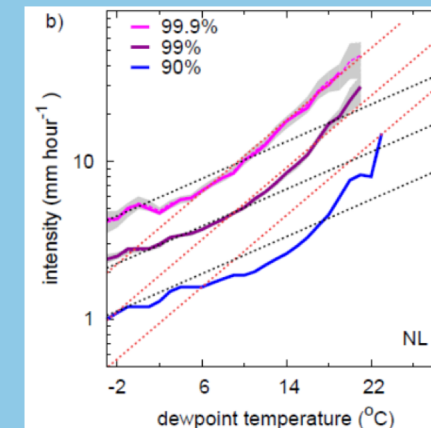 b)
99.9%
99%
90%
intensity (mm hour-1)
10
1
NL
-2 6 14 22
dewpoint temperature (°C)